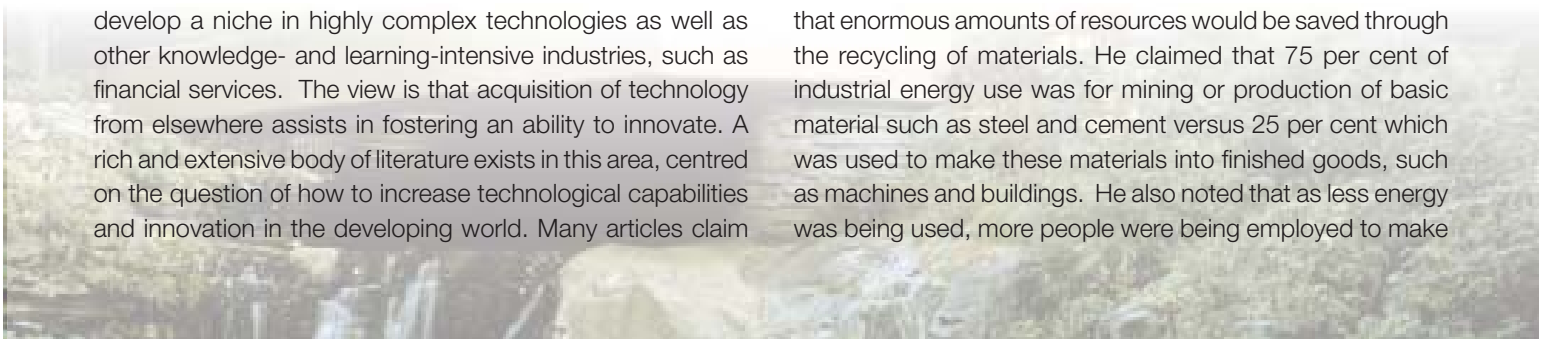 develop a niche in highly complex technologies as well as
other knowledge- and learning-intensive industries, such as
financial services.  The view is that acquisition of technology
from elsewhere assists in fostering an ability to innovate. A
rich and extensive body of literature exists in this area, centred
on the question of how to increase technological capabilities
and innovation in the developing world. Many articles claim
that enormous amounts of resources would be saved through
the recycling of materials. He claimed that 75 per cent of
industrial energy use was for mining or production of basic
material such as steel and cement versus 25 per cent which
was used to make these materials into finished goods, such
as machines and buildings.  He also noted that as less energy
was being used, more people were being employed to make